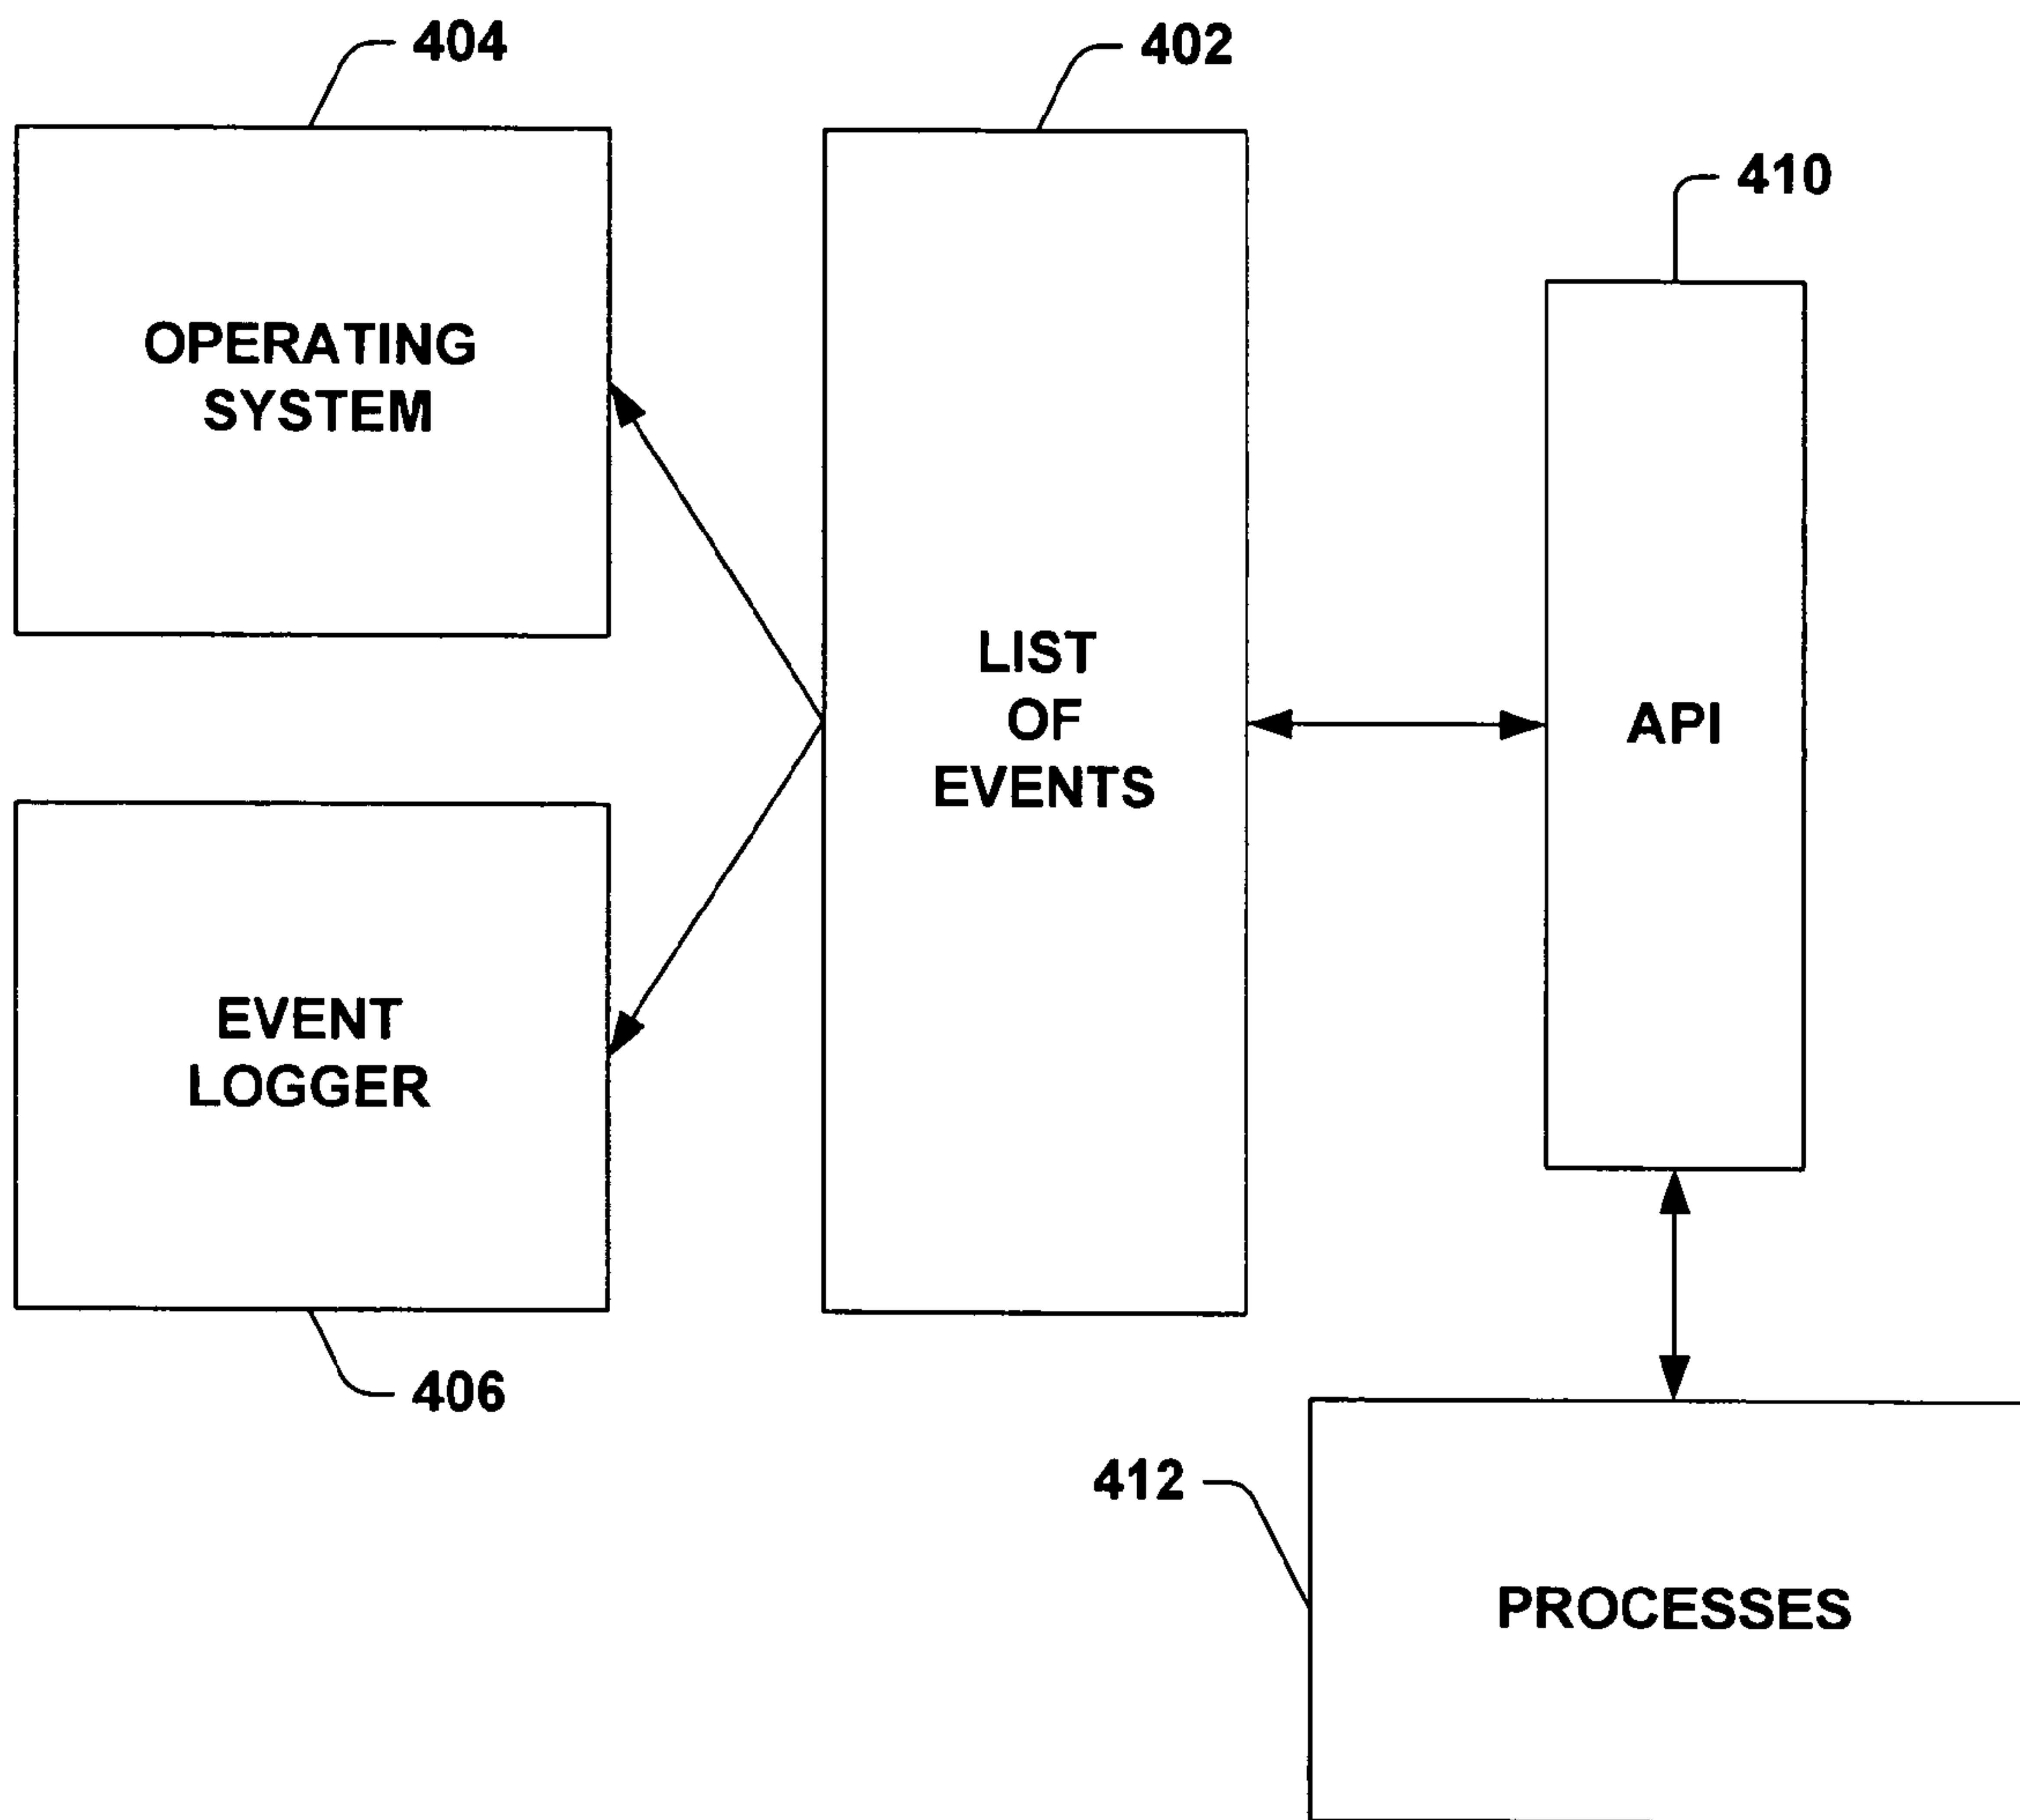 404
402
410
OPERATING
SYSTEM
LIST
OF
EVENTS
API
EVENT
LOGGER
406
412
PROCESSES